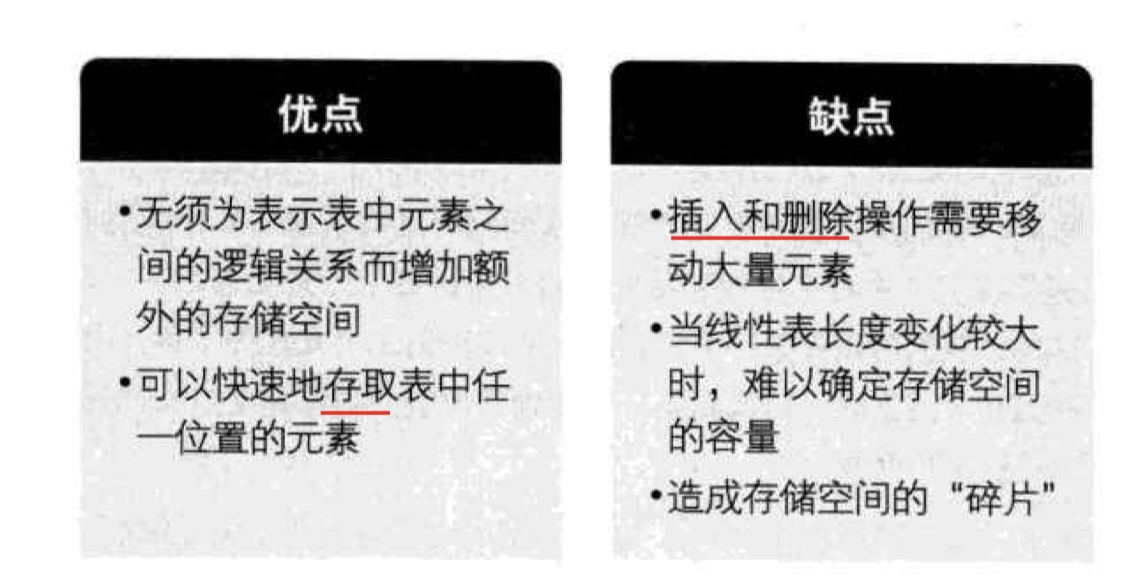 优点
•无须为表示表中元素之
间的逻辑关系而增加额
外的存储空间
•可以快速地存取表中任
一位置的元素
缺点
•插入和删除操作需要移
动大量元素
•当线性表长度变化较大
时，难以确定存储空间
的容量
•造成存储空间的“碎片”